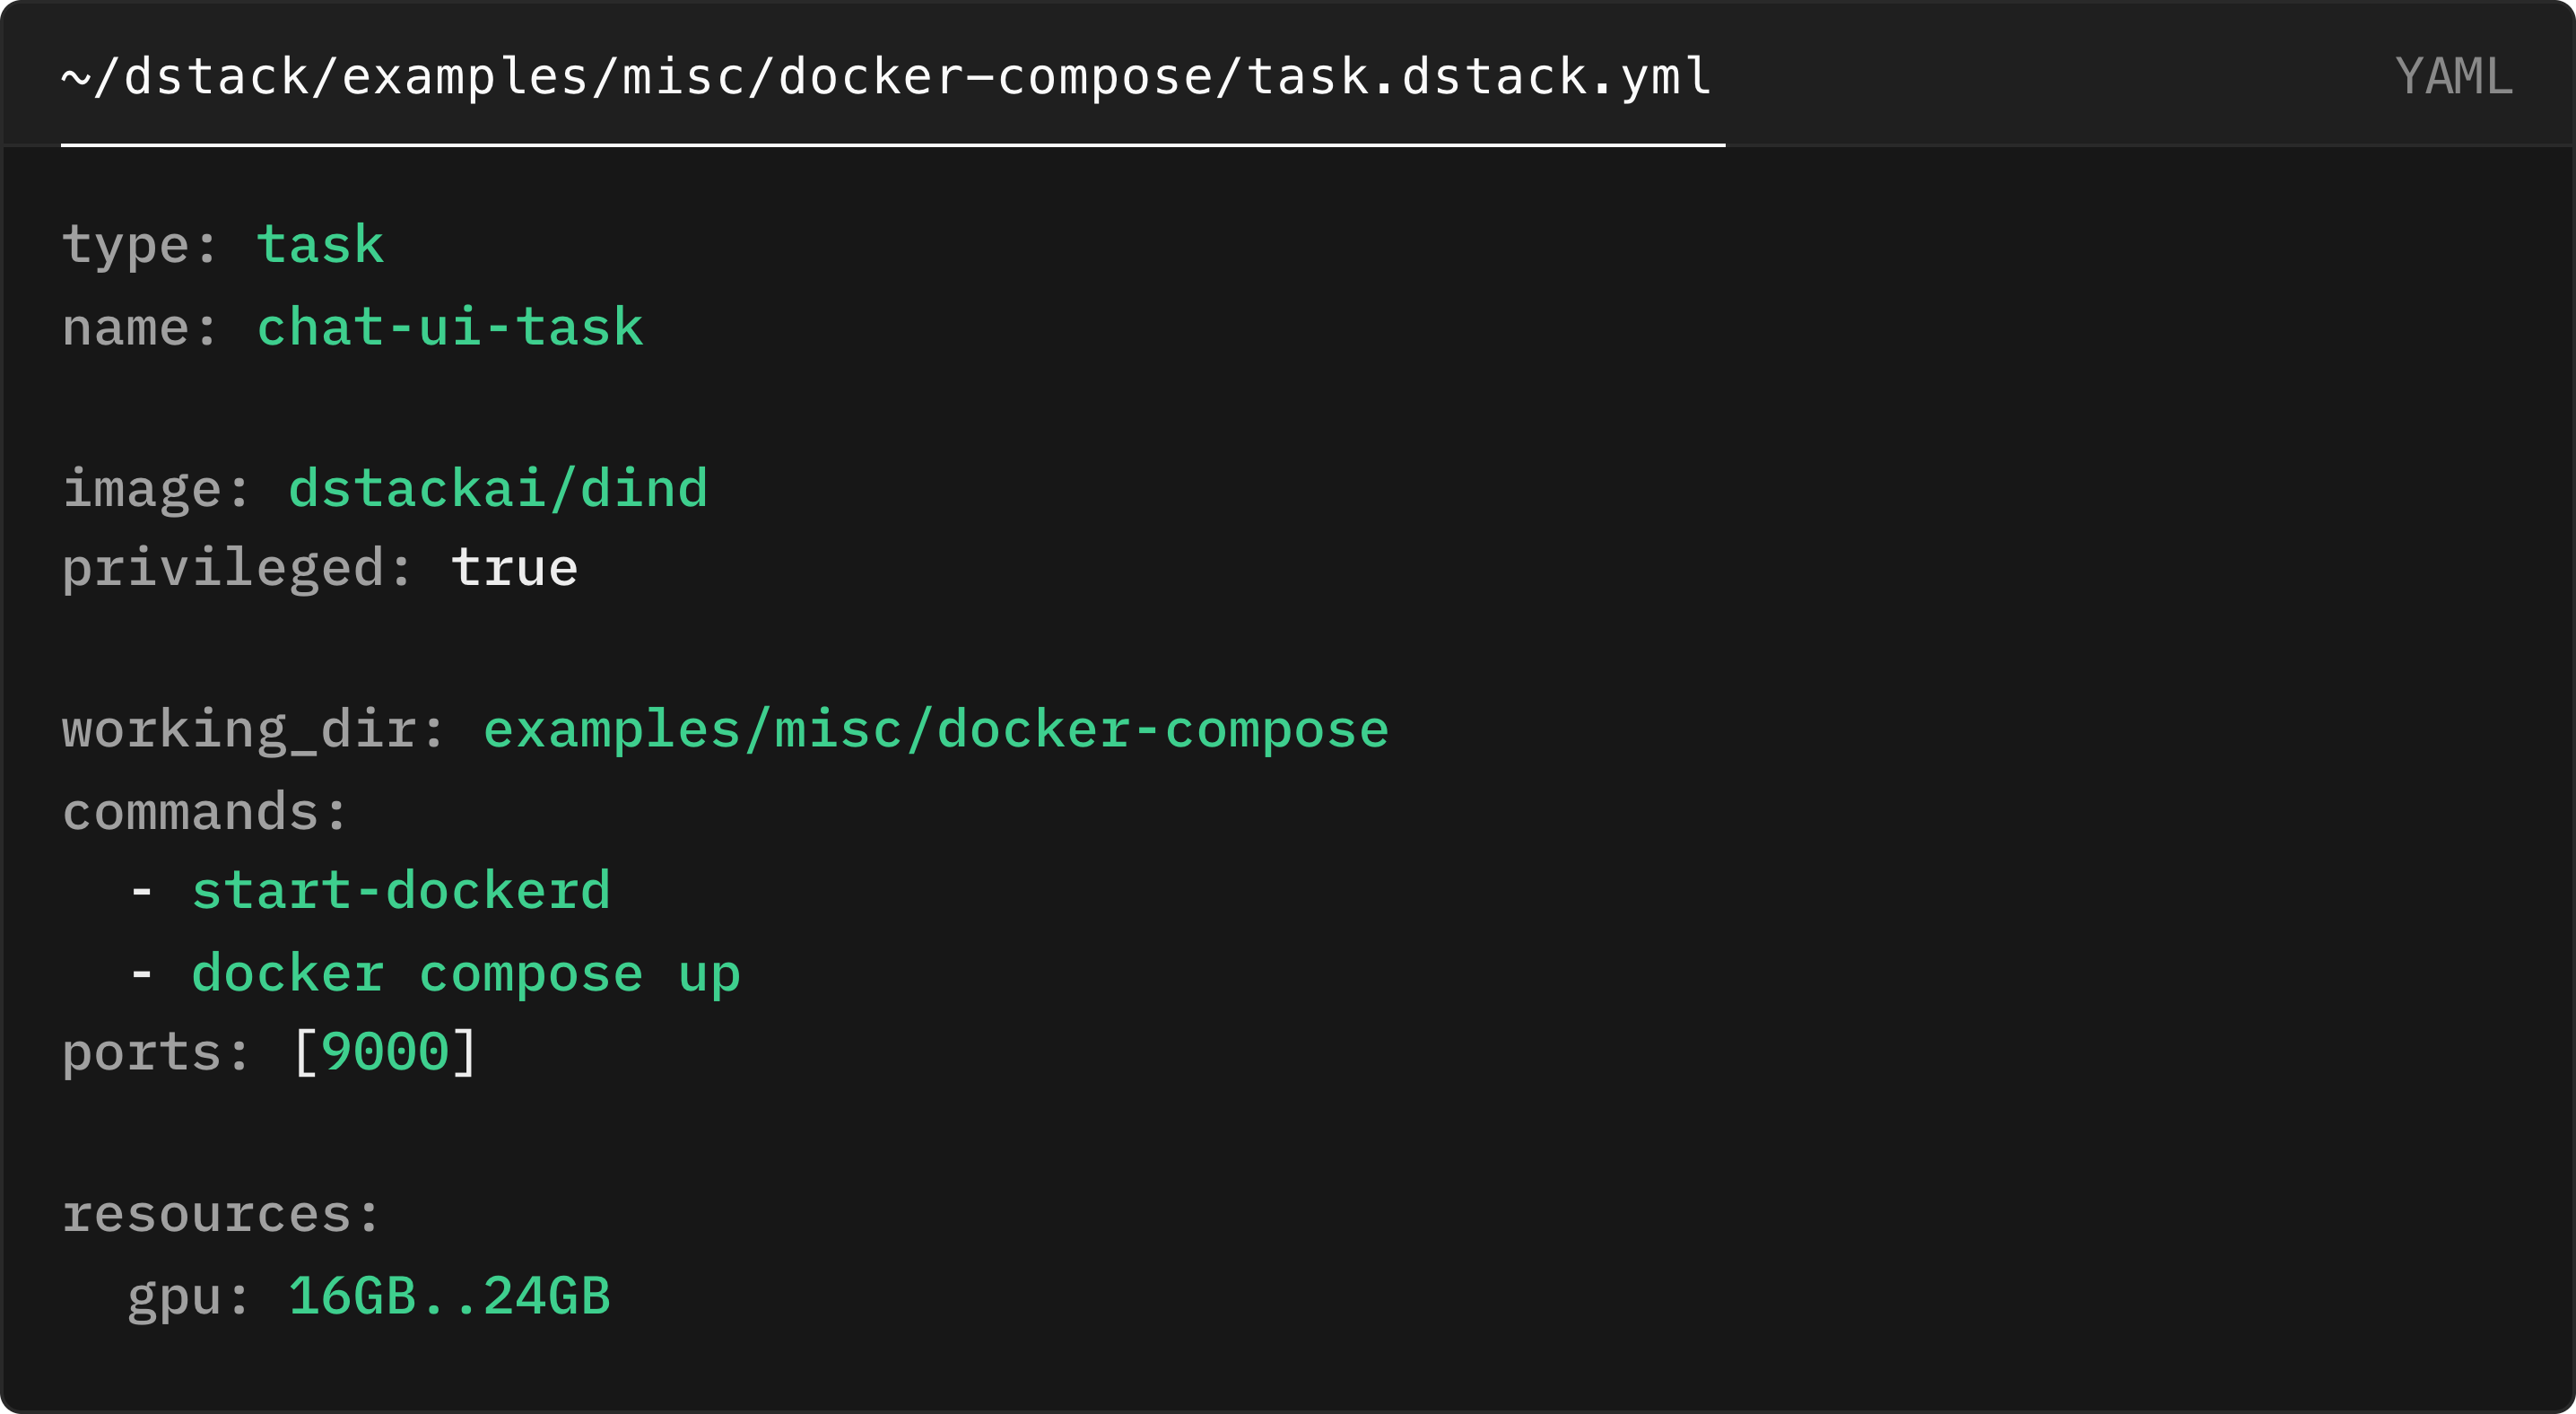 ~/dstack/examples/misc/docker-compose/task.dstack.yml
YAML
type: task
name: chat-ui-task
image: dstackai/dind
privileged: true
working_dir: examples/misc/docker-compose
commands:
- start-dockerd
- docker compose up
ports: [9000]
resources:
gpu: 16GB..24GB